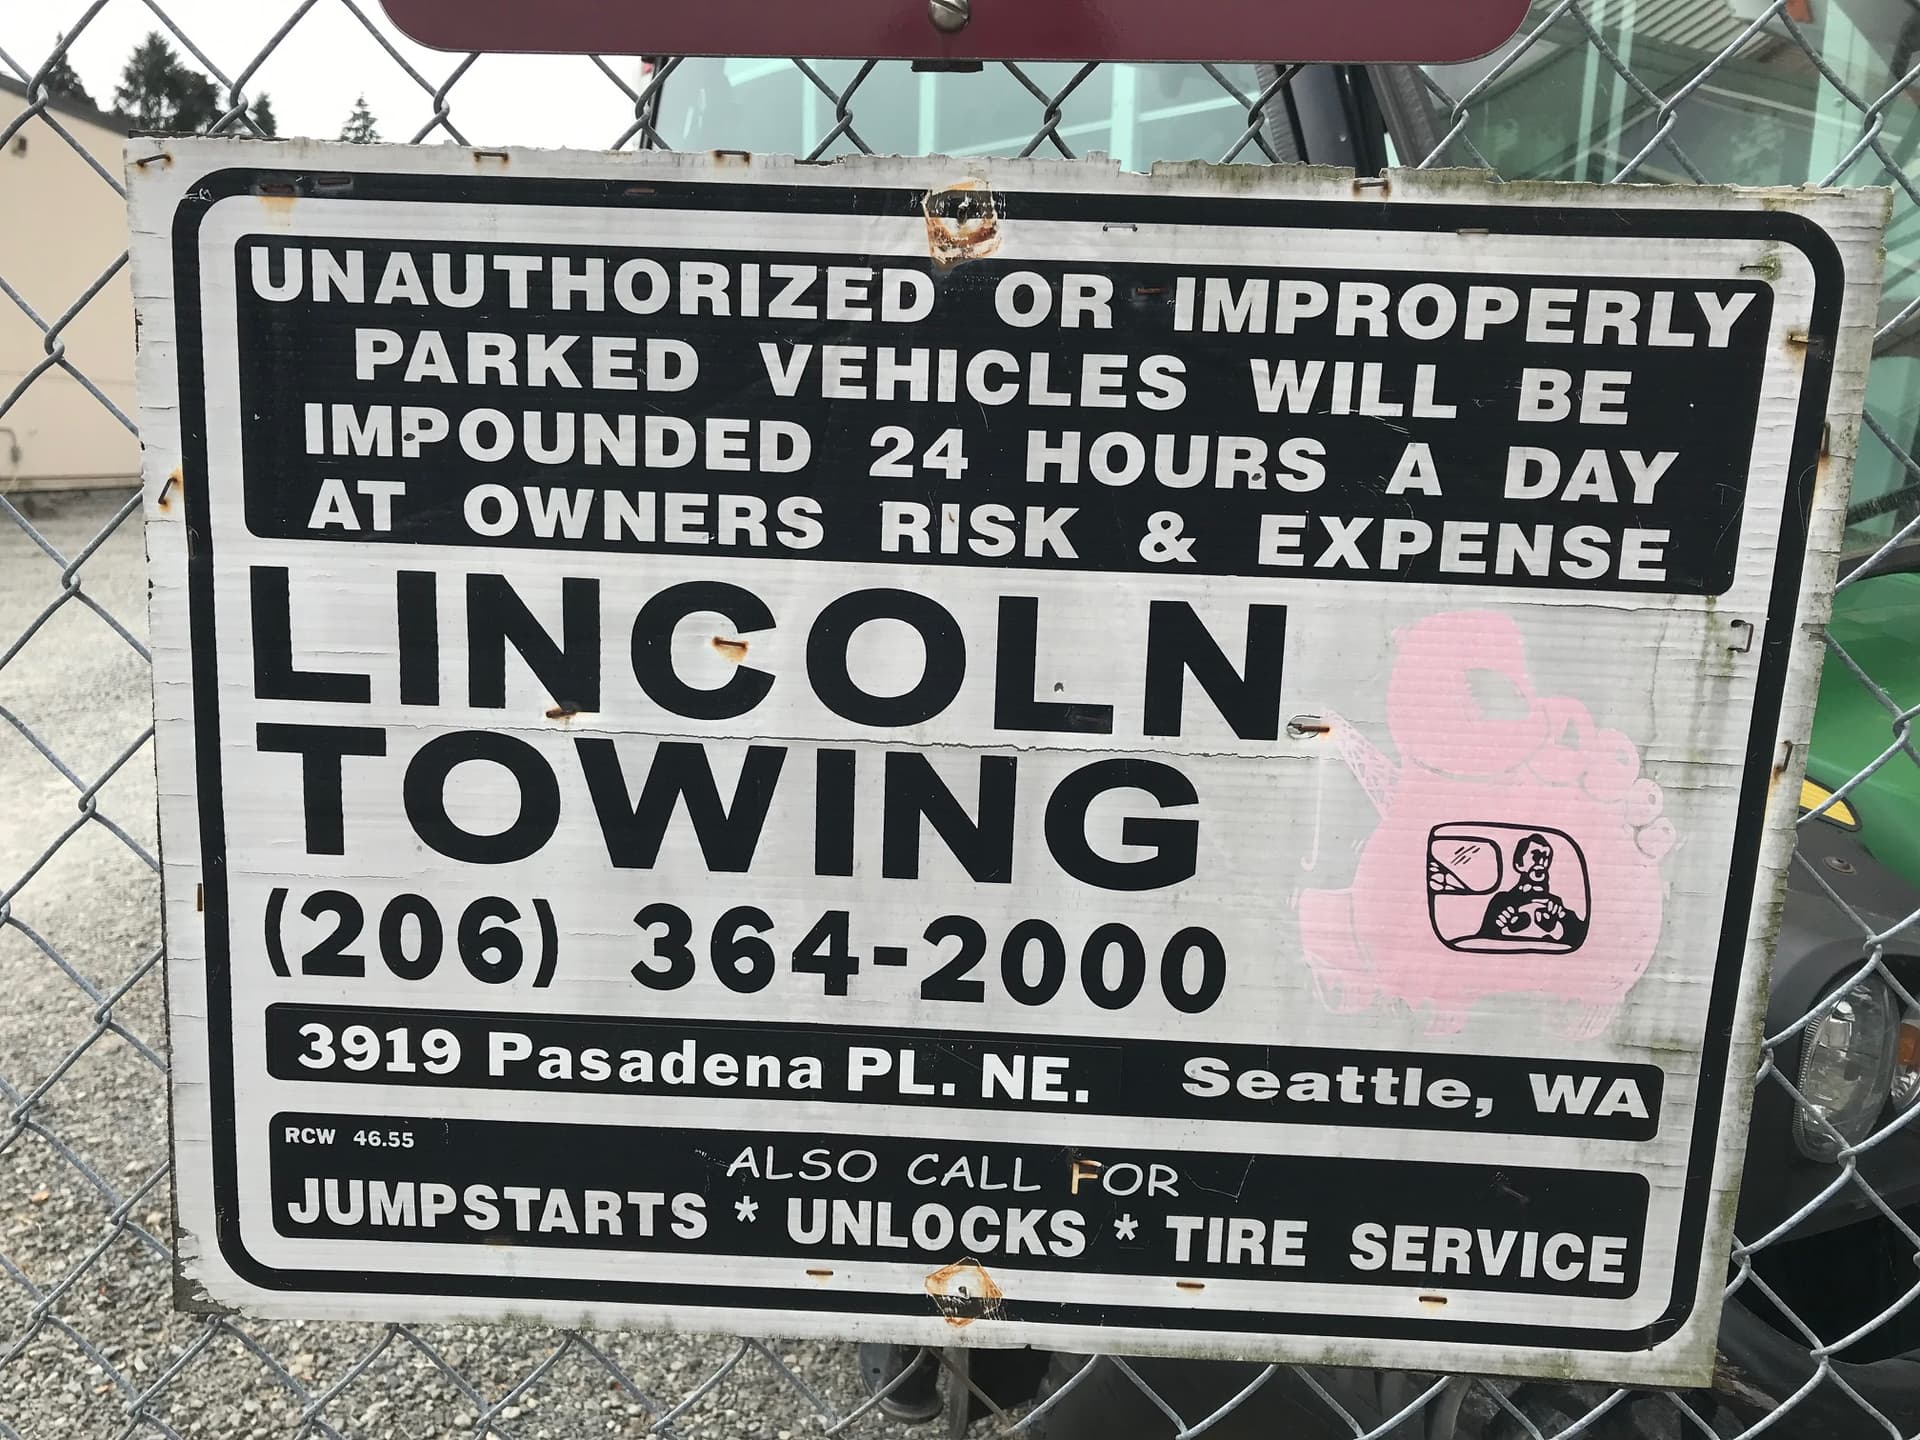 UNAUTHORIZED OR IMPROPERLY
PARKED VEHICLES WILL BE
IMPOUNDED 24 HOURS A DAY
AT OWNERS RISK & EXPENSE
LINCOLN
TOWING
(206) 364-2000
3919 Pasadena PL. NE. Seattle, WA
RCW 46.55
ALSO CALL FOR
JUMPSTARTS * UNLOCKS * TIRE SERVICE